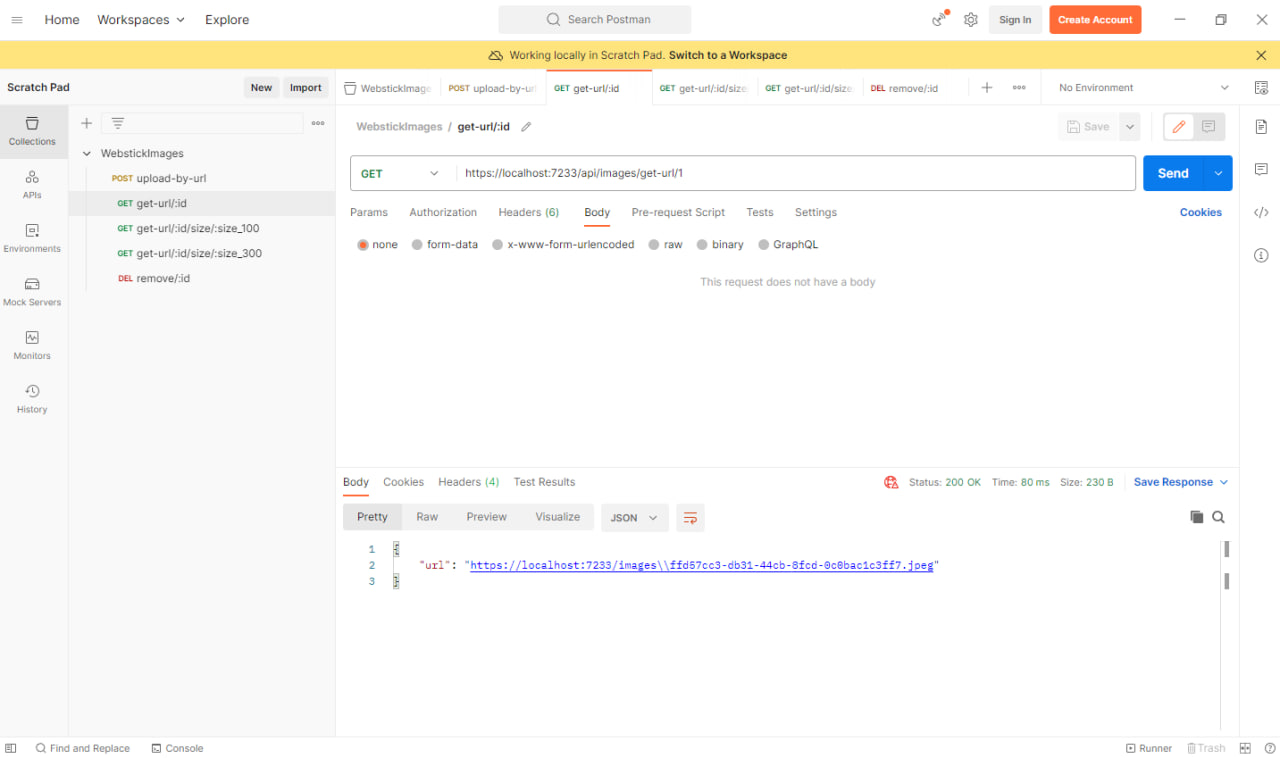 Home Workspaces Explore Search Postman Sign In Create Account
Working locally in Scratch Pad. Switch to a Workspace
Scratch Pad New Import WebstickImage POST upload-by-url GET get-url/:id GET get-url/:id/size/ GET get-url/:id/size/ DEL remove/:id No Environment
Collections
APIs
Environments
Mock Servers
Monitors
History
WebstickImages
POST upload-by-url
GET get-url/:id
GET get-url/:id/size/:size_100
GET get-url/:id/size/:size_300
DEL remove/:id
WebstickImages / get-url/:id Save
GET https://localhost:7233/api/images/get-url/1 Send
Params Authorization Headers (6) Body Pre-request Script Tests Settings Cookies
none form-data x-www-form-urlencoded raw binary GraphQL
This request does not have a body
Body Cookies Headers (4) Test Results Status: 200 OK Time: 80 ms Size: 230 B Save Response
Pretty Raw Preview Visualize JSON
1 {
2 "url": "https://localhost:7233/images\\ffd57cc3-db31-44cb-8fcd-0c0bac1c3ff7.jpeg"
3 }
Find and Replace Console Runner Trash